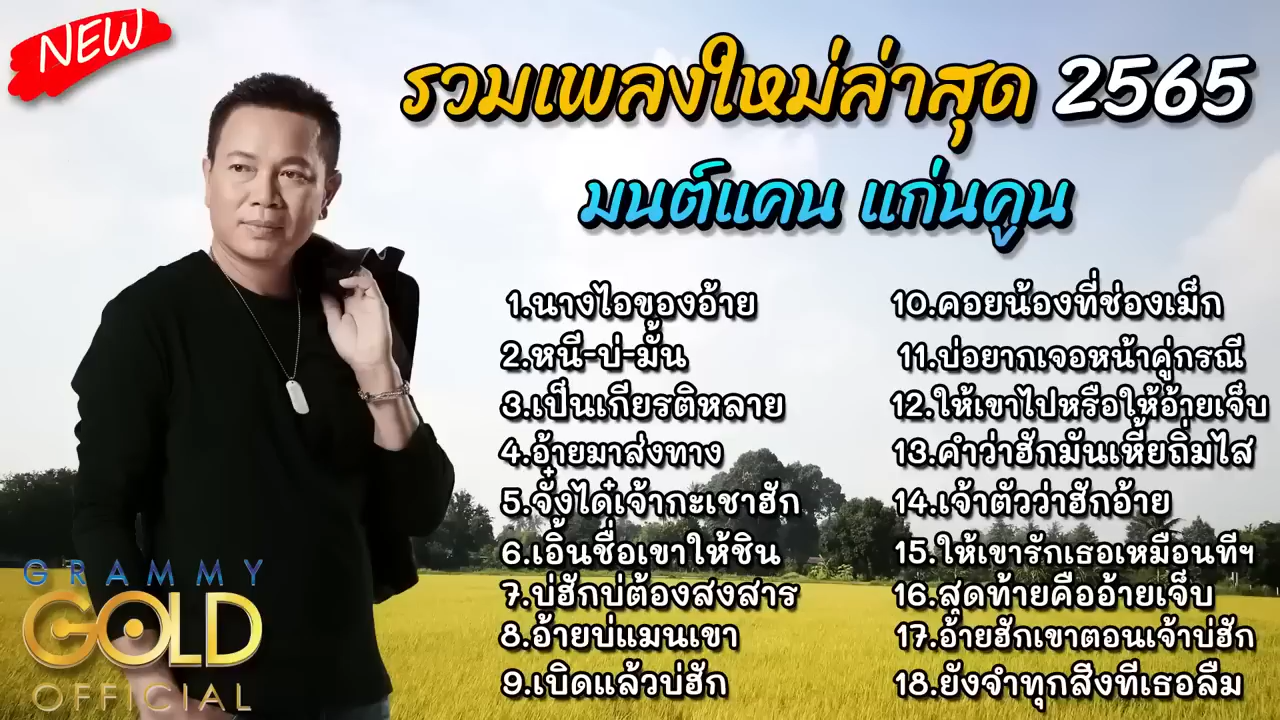 NEW
รวมเพลงใหม่ล่าสุด 2565
มนต์แคน แก่นคูน
1.นางไอของอ้าย
2.หนี-บ่-มั้น
3.เป็นเกียรติหลาย
4.อ้ายมาส่งทาง
5.จั่งได๋เจ้ากะเซาฮัก
6.เอิ้นชื่อเขาให้ชิน
7.บ่ฮักบ่ต้องสงสาร
8.อ้ายบ่แมนเขา
9.เบิดแล้วบ่ฮัก
10.คอยน้องที่ช่องเม็ก
11.บ่อยากเจอหน้าคู่กรณี
12.ให้เขาไปหรือให้อ้ายเจ็บ
13.คำว่าฮักมันเหี้ยถิ่มไส
14.เจ้าตัวว่าฮักอ้าย
15.ให้เขารักเธอเหมือนทีฯ
16.สุดท้ายคืออ้ายเจ็บ
17.อ้ายฮักเขาตอนเจ้าบ่ฮัก
18.ยังจำทุกสิ่งที่เธอลืม
GRAMMY
GOLD
OFFICIAL